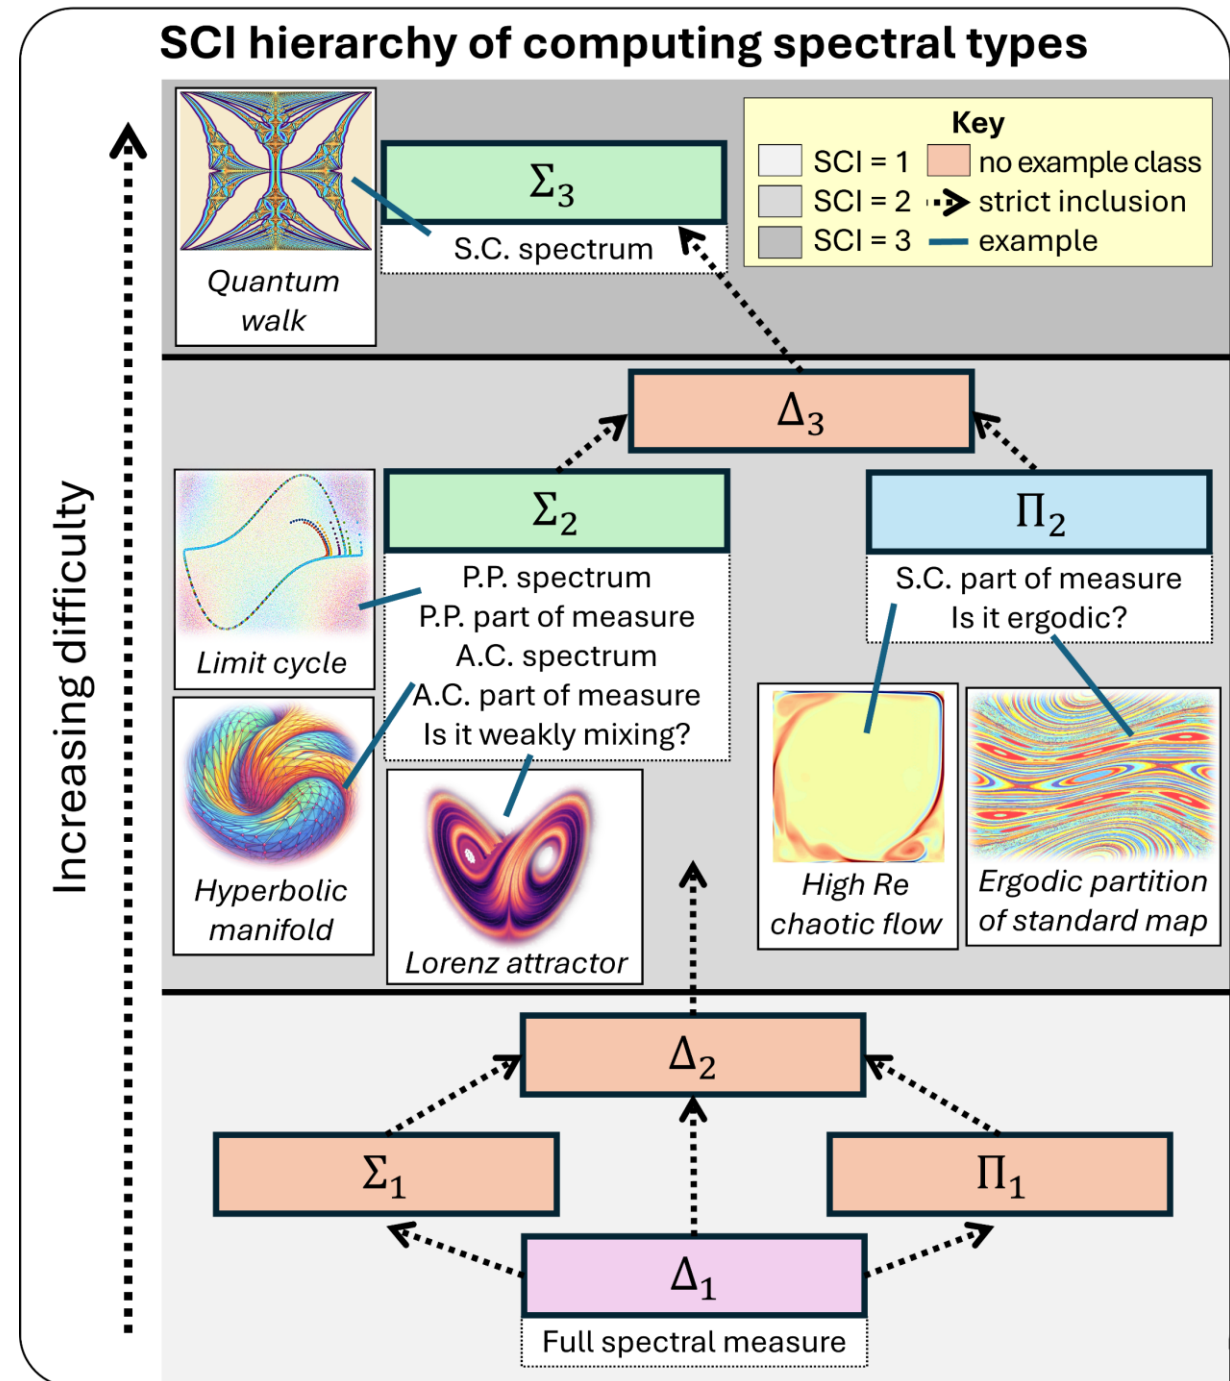 SCI hierarchy of computing spectral types
Increasing difficulty
Key
SCI = 1
no example class
SCI = 2
strict inclusion
SCI = 3
example
Quantum
walk
Σ₃
S.C. spectrum
Δ₃
Σ₂
P.P. spectrum
P.P. part of measure
A.C. spectrum
A.C. part of measure
Is it weakly mixing?
Π₂
S.C. part of measure
Is it ergodic?
Limit cycle
Hyperbolic
manifold
Lorenz attractor
High Re
chaotic flow
Ergodic partition
of standard map
Δ₂
Σ₁
Π₁
Δ₁
Full spectral measure